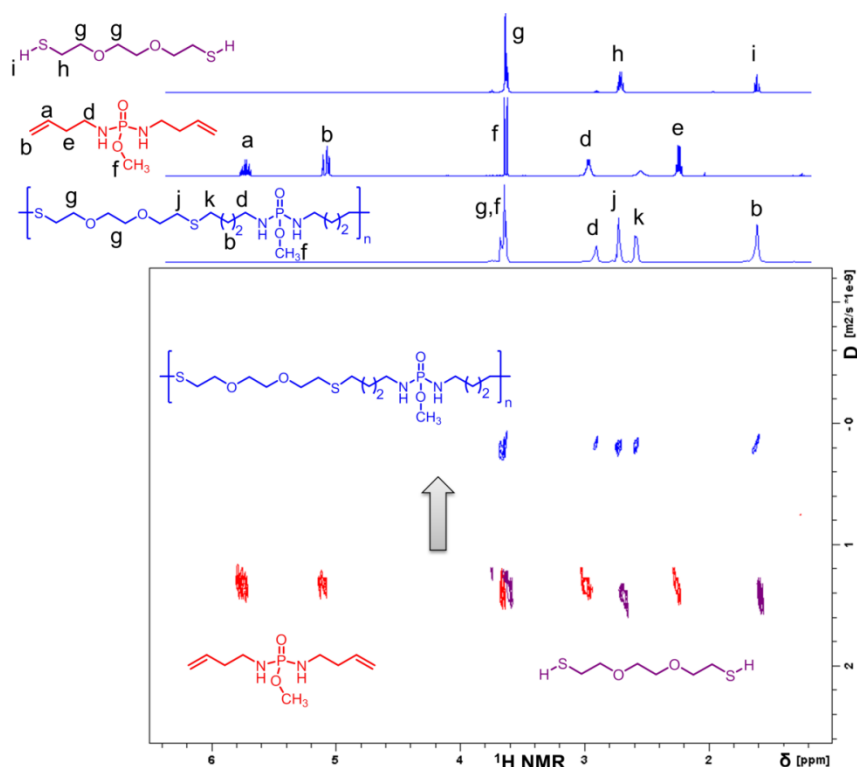 g g
H S O O S H
i h
g h i
a d O
b e N H P N H
O
f CH3
a b f d e
g j k d O
S O O S N H P N H
g b 2 O 2 n
CH3 f
g,f d j k b
D [m2/s *1e-9]
- 0
1
2
S O O S 2 N H P O N H 2 n
O
CH3
O
N H P N H
O
CH3
H S O O S H
6 5 4 3 2
1H NMR δ [ppm]